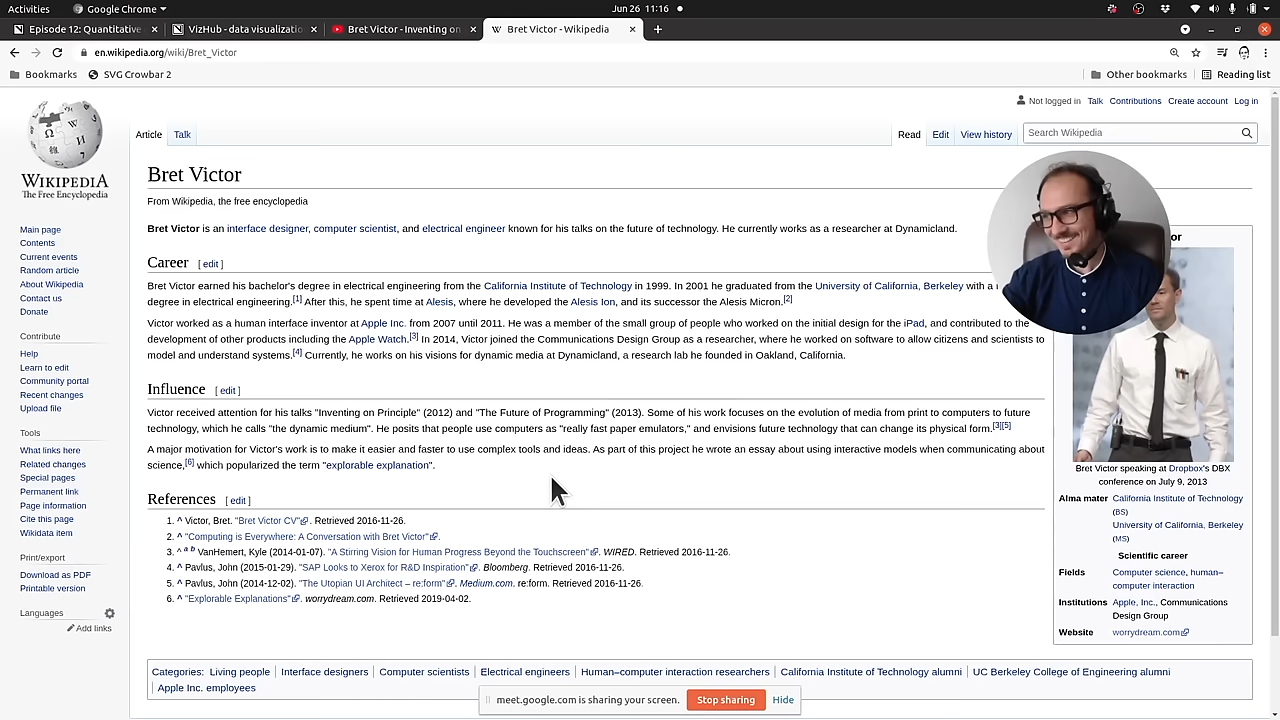 Activities
Google Chrome
Jun 26 11:16
Episode 12: Quantitative
VizHub - data visualizatio
Bret Victor - Inventing on
Bret Victor - Wikipedia
en.wikipedia.org/wiki/Bret_Victor
Bookmarks
SVG Crowbar 2
Other bookmarks
Reading list
Not logged in Talk Contributions Create account Log in
Article Talk
Read Edit View history
Search Wikipedia
WIKIPEDIA
The Free Encyclopedia
Main page
Contents
Current events
Random article
About Wikipedia
Contact us
Donate
Contribute
Help
Learn to edit
Community portal
Recent changes
Upload file
Tools
What links here
Related changes
Special pages
Permanent link
Page information
Cite this page
Wikidata item
Print/export
Download as PDF
Printable version
Languages
Add links
Bret Victor
From Wikipedia, the free encyclopedia
Bret Victor is an interface designer, computer scientist, and electrical engineer known for his talks on the future of technology. He currently works as a researcher at Dynamicland.
Career [ edit ]
Bret Victor earned his bachelor's degree in electrical engineering from the California Institute of Technology in 1999. In 2001 he graduated from the University of California, Berkeley with a
degree in electrical engineering.[1] After this, he spent time at Alesis, where he developed the Alesis Ion, and its successor the Alesis Micron.[2]
Victor worked as a human interface inventor at Apple Inc. from 2007 until 2011. He was a member of the small group of people who worked on the initial design for the iPad, and contributed to the
development of other products including the Apple Watch.[3] In 2014, Victor joined the Communications Design Group as a researcher, where he worked on software to allow citizens and scientists to
model and understand systems.[4] Currently, he works on his visions for dynamic media at Dynamicland, a research lab he founded in Oakland, California.
Influence [ edit ]
Victor received attention for his talks "Inventing on Principle" (2012) and "The Future of Programming" (2013). Some of his work focuses on the evolution of media from print to computers to future
technology, which he calls "the dynamic medium". He posits that people use computers as "really fast paper emulators," and envisions future technology that can change its physical form.[3][5]
A major motivation for Victor's work is to make it easier and faster to use complex tools and ideas. As part of this project he wrote an essay about using interactive models when communicating about
science,[6] which popularized the term "explorable explanation".
References [ edit ]
1. ^ Victor, Bret. "Bret Victor CV". Retrieved 2016-11-26.
2. ^ "Computing is Everywhere: A Conversation with Bret Victor".
3. ^ a b VanHemert, Kyle (2014-01-07). "A Stirring Vision for Human Progress Beyond the Touchscreen". WIRED. Retrieved 2016-11-26.
4. ^ Pavlus, John (2015-01-29). "SAP Looks to Xerox for R&D Inspiration". Bloomberg. Retrieved 2016-11-26.
5. ^ Pavlus, John (2014-12-02). "The Utopian UI Architect – re:form". Medium.com. re:form. Retrieved 2016-11-26.
6. ^ "Explorable Explanations". worrydream.com. Retrieved 2019-04-02.
or
Bret Victor speaking at Dropbox's DBX
conference on July 9, 2013
Alma mater California Institute of Technology
(BS)
University of California, Berkeley
(MS)
Scientific career
Fields Computer science, human–
computer interaction
Institutions Apple, Inc., Communications
Design Group
Website worrydream.com
Categories: Living people | Interface designers | Computer scientists | Electrical engineers | Human–computer interaction researchers | California Institute of Technology alumni | UC Berkeley College of Engineering alumni
| Apple Inc. employees
meet.google.com is sharing your screen. Stop sharing Hide